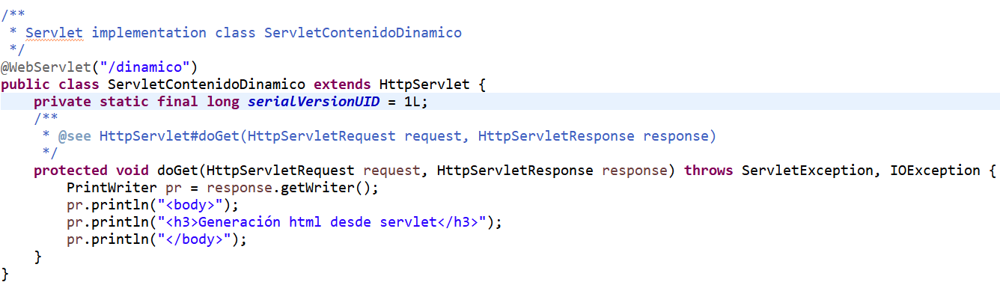 /**
 * Servlet implementation class ServletContenidoDinamico
 */
@WebServlet("/dinamico")
public class ServletContenidoDinamico extends HttpServlet {
    private static final long serialVersionUID = 1L;
    /**
     * @see HttpServlet#doGet(HttpServletRequest request, HttpServletResponse response)
     */
    protected void doGet(HttpServletRequest request, HttpServletResponse response) throws ServletException, IOException {
        PrintWriter pr = response.getWriter();
        pr.println("<body>");
        pr.println("<h3>Generación html desde servlet</h3>");
        pr.println("</body>");
    }
}